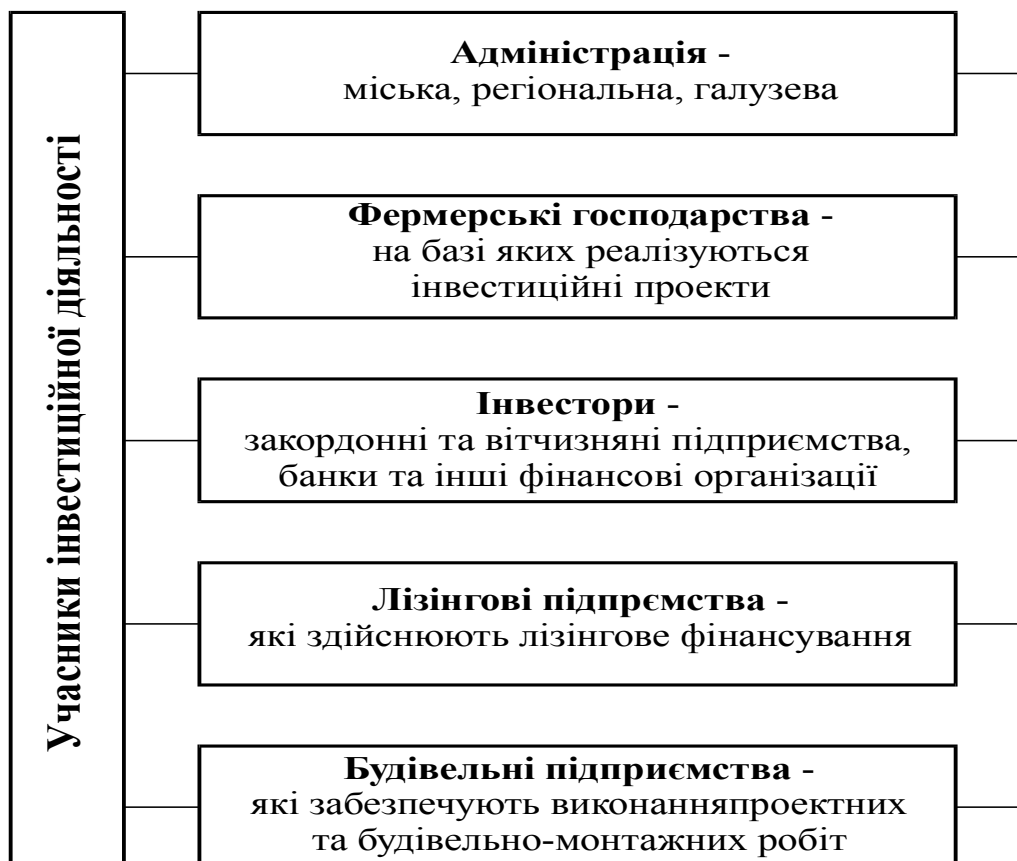 Учасники інвестиційної діяльності
Адміністрація -
міська, регіональна, галузева
Фермерські господарства -
на базі яких реалізуються
інвестиційні проекти
Інвестори -
закордонні та вітчизняні підприємства,
банки та інші фінансові організації
Лізінгові підпрємства -
які здійснюють лізінгове фінансування
Будівельні підприємства -
які забезпечують виконанняпроектних
та будівельно-монтажних робіт